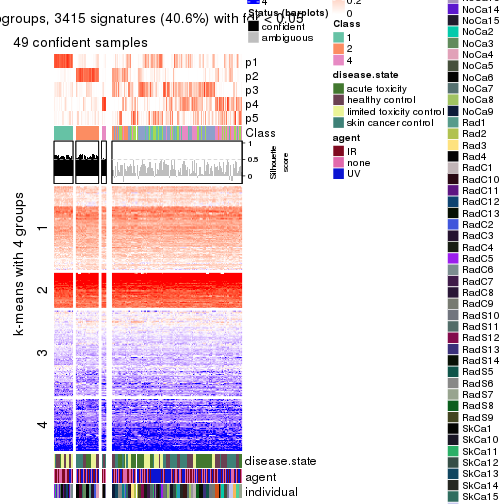 groups, 3415 signatures (40.6%) with fdr < 0.05
49 confident samples
p1
p2
p3
p4
p5
Class
1
0.5
0
Silhouette
score
k-means with 4 groups
1
2
3
4
disease.state
agent
individual
4
Status (barplots)
confident
ambiguous
0.2
0
Class
1
2
4
disease.state
acute toxicity
healthy control
limited toxicity control
skin cancer control
agent
IR
none
UV
NoCa14
NoCa15
NoCa2
NoCa3
NoCa4
NoCa5
NoCa6
NoCa7
NoCa8
NoCa9
Rad1
Rad2
Rad3
Rad4
RadC1
RadC10
RadC11
RadC12
RadC13
RadC2
RadC3
RadC4
RadC5
RadC6
RadC7
RadC8
RadC9
RadS10
RadS11
RadS12
RadS13
RadS14
RadS5
RadS6
RadS7
RadS8
RadS9
SkCa1
SkCa10
SkCa11
SkCa12
SkCa13
SkCa14